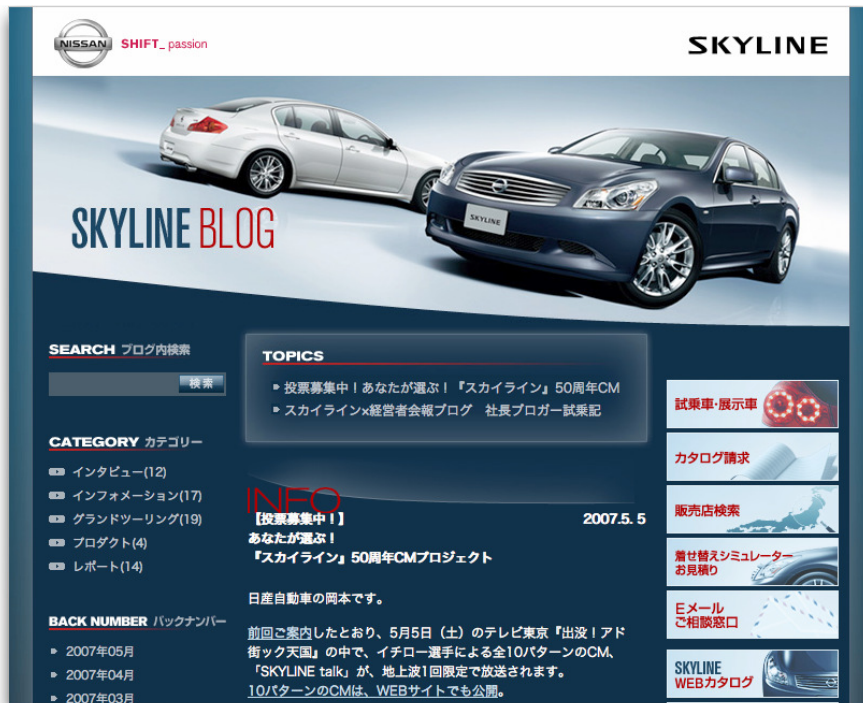 NISSAN SHIFT_ passion
SKYLINE
SKYLINE
SKYLINE BLOG
SEARCH ブログ内検索
検索
CATEGORY カテゴリー
インタビュー(12)
インフォメーション(17)
グランドツーリング(19)
プロダクト(4)
レポート(14)
BACK NUMBER バックナンバー
2007年05月
2007年04月
2007年03月
TOPICS
投票募集中！あなたが選ぶ！『スカイライン』50周年CM
スカイライン×経営者会報ブログ 社長ブロガー試乗記
INFO
【投票募集中！】 2007.5. 5
あなたが選ぶ！
『スカイライン』50周年CMプロジェクト
日産自動車の岡本です。
前回ご案内したとおり、5月5日（土）のテレビ東京『出没！アド
街ック天国』の中で、イチロー選手による全10パターンのCM、
「SKYLINE talk」が、地上波1回限定で放送されます。
10パターンのCMは、WEBサイトでも公開。
試乗車・展示車
カタログ請求
販売店検索
着せ替えシミュレーター
お見積り
Eメール
ご相談窓口
SKYLINE
WEBカタログ